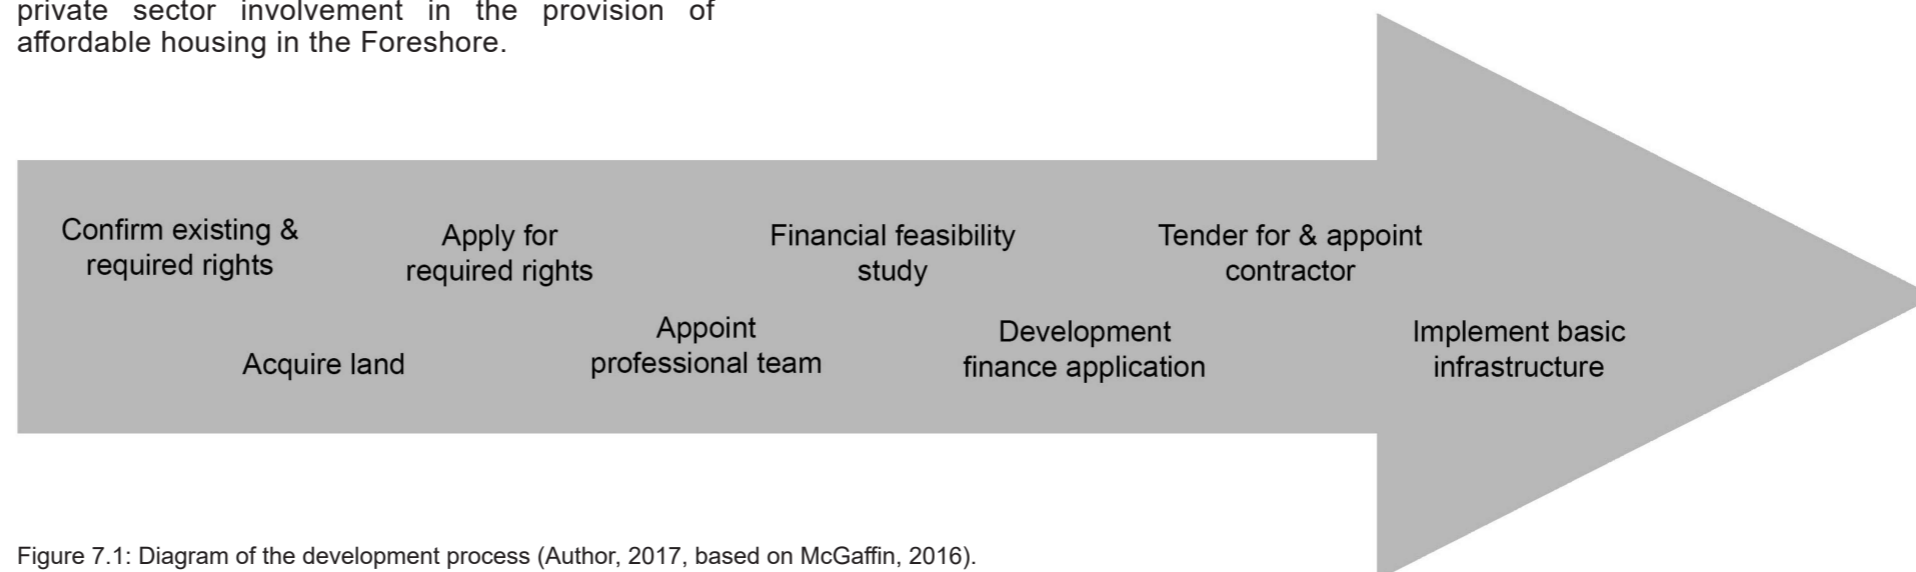 private sector involvement in the provision of
affordable housing in the Foreshore.
Confirm existing &
required rights
Acquire land
Apply for
required rights
Appoint
professional team
Financial feasibility
study
Development
finance application
Tender for & appoint
contractor
Implement basic
infrastructure
Figure 7.1: Diagram of the development process (Author, 2017, based on McGaffin, 2016).